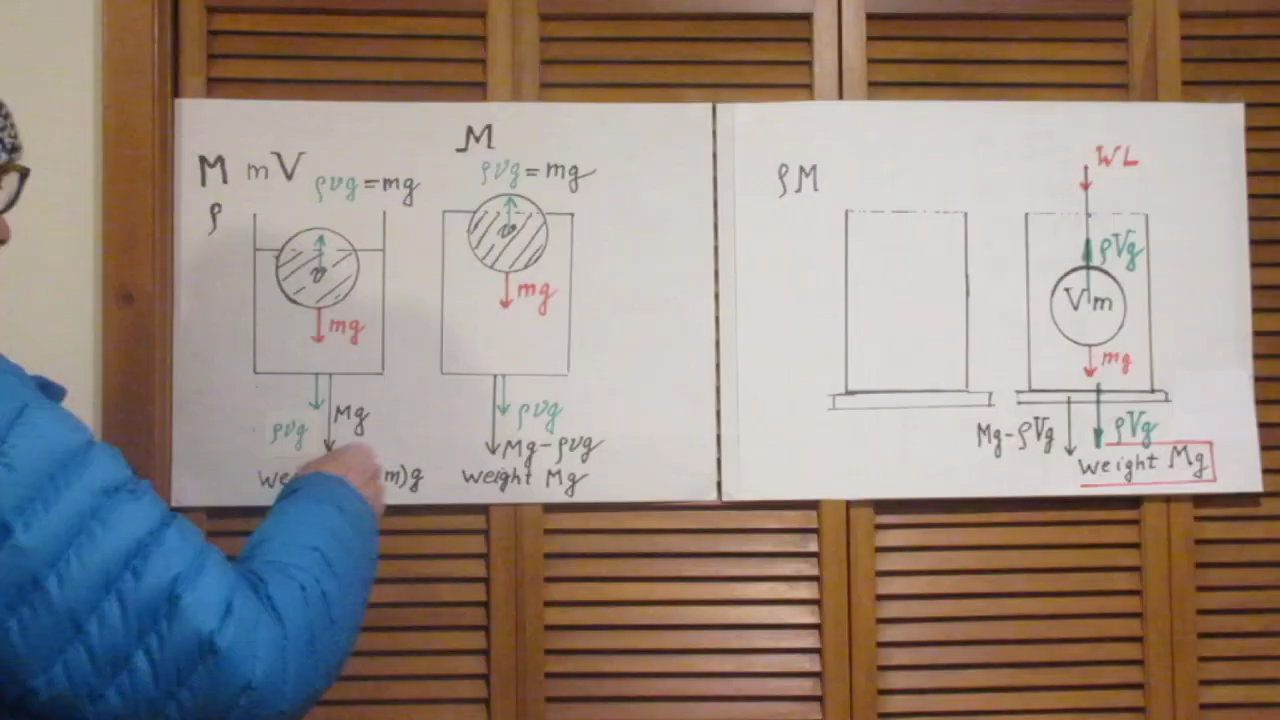 M mV
ρvg=mg
ρ
v
mg
ρvg
Mg
m)g
M
ρvg=mg
v
mg
ρvg
Mg-ρvg
weight Mg
ρM
WL
ρVg
Vm
mg
Mg-ρVg
ρVg
weight Mg